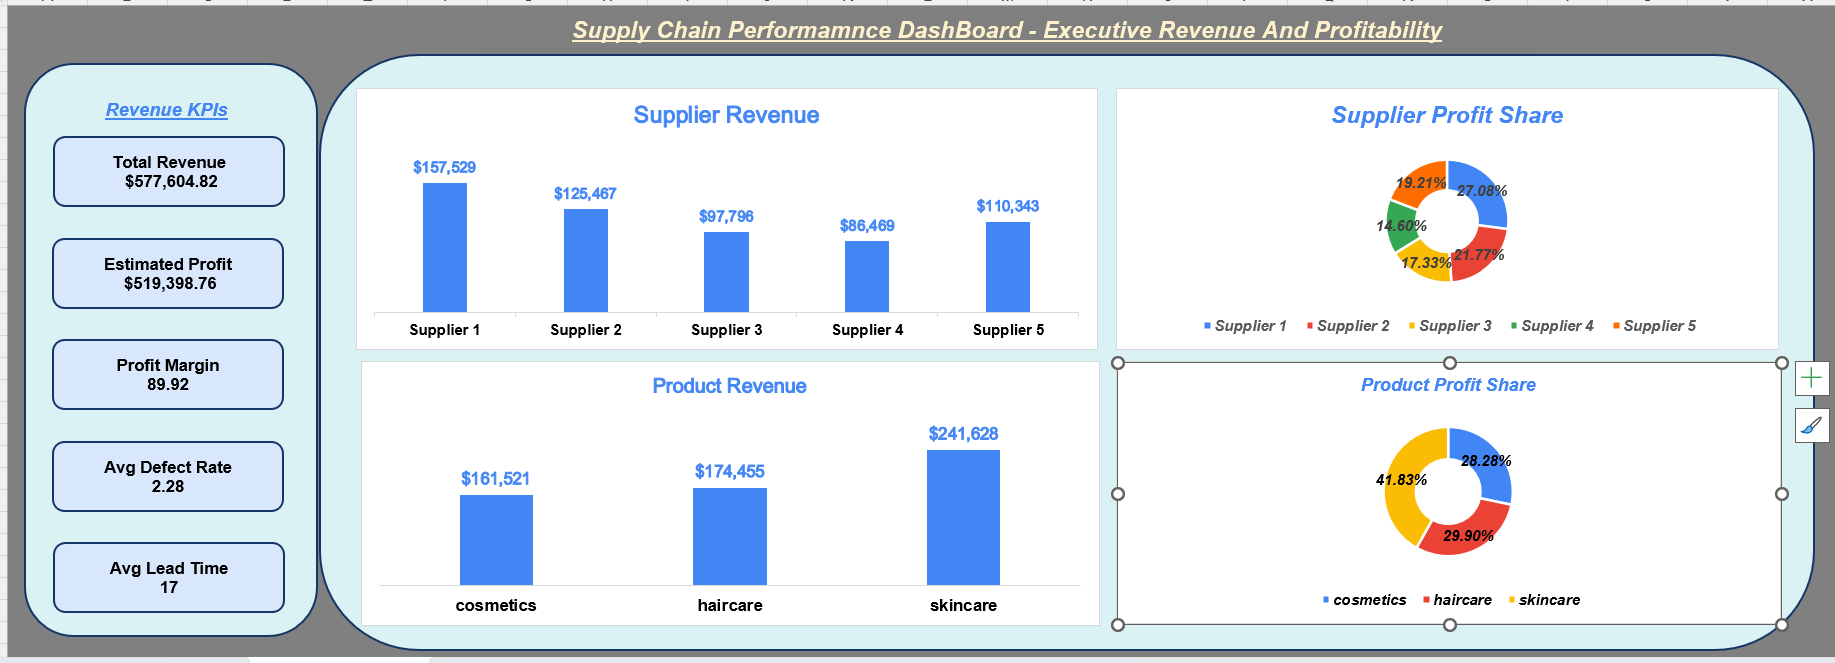 Supply Chain Performamnce DashBoard - Executive Revenue And Profitability
Revenue KPIs
Total Revenue
$577,604.82
Estimated Profit
$519,398.76
Profit Margin
89.92
Avg Defect Rate
2.28
Avg Lead Time
17
Supplier Revenue
$157,529
$125,467
$97,796
$86,469
$110,343
Supplier 1
Supplier 2
Supplier 3
Supplier 4
Supplier 5
Supplier Profit Share
19.21%
27.08%
14.60%
21.77%
17.33%
Supplier 1
Supplier 2
Supplier 3
Supplier 4
Supplier 5
Product Revenue
$161,521
$174,455
$241,628
cosmetics
haircare
skincare
Product Profit Share
28.28%
41.83%
29.90%
cosmetics
haircare
skincare